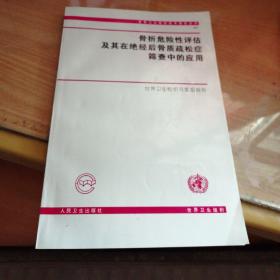 骨折危险性评估
及其在绝经后骨质疏松症
筛查中的应用
世界卫生组织专家组报告
人民卫生出版社
世界卫生组织